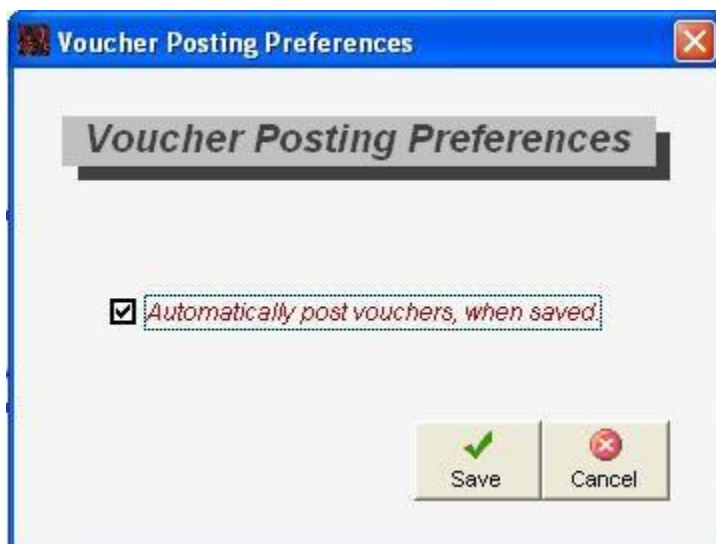 Voucher Posting Preferences
Voucher Posting Preferences
Automatically post vouchers, when saved.
Save
Cancel